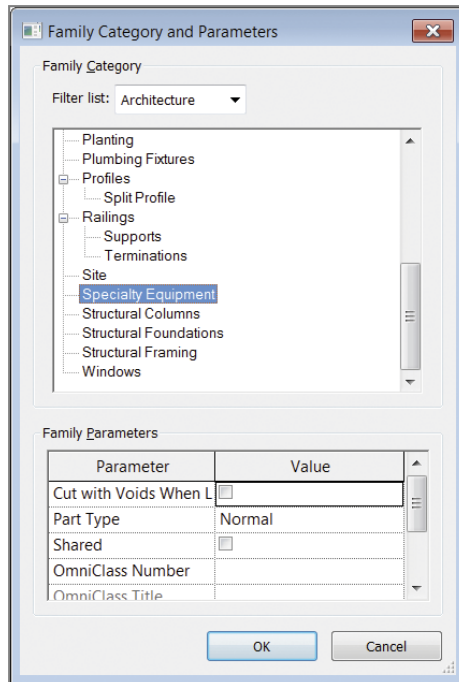 Family Category and Parameters
Family Category
Filter list: Architecture
Planting
Plumbing Fixtures
Profiles
Split Profile
Railings
Supports
Terminations
Site
Specialty Equipment
Structural Columns
Structural Foundations
Structural Framing
Windows
Family Parameters
Parameter Value
Cut with Voids When L
Part Type Normal
Shared
OmniClass Number
OmniClass Title
OK Cancel